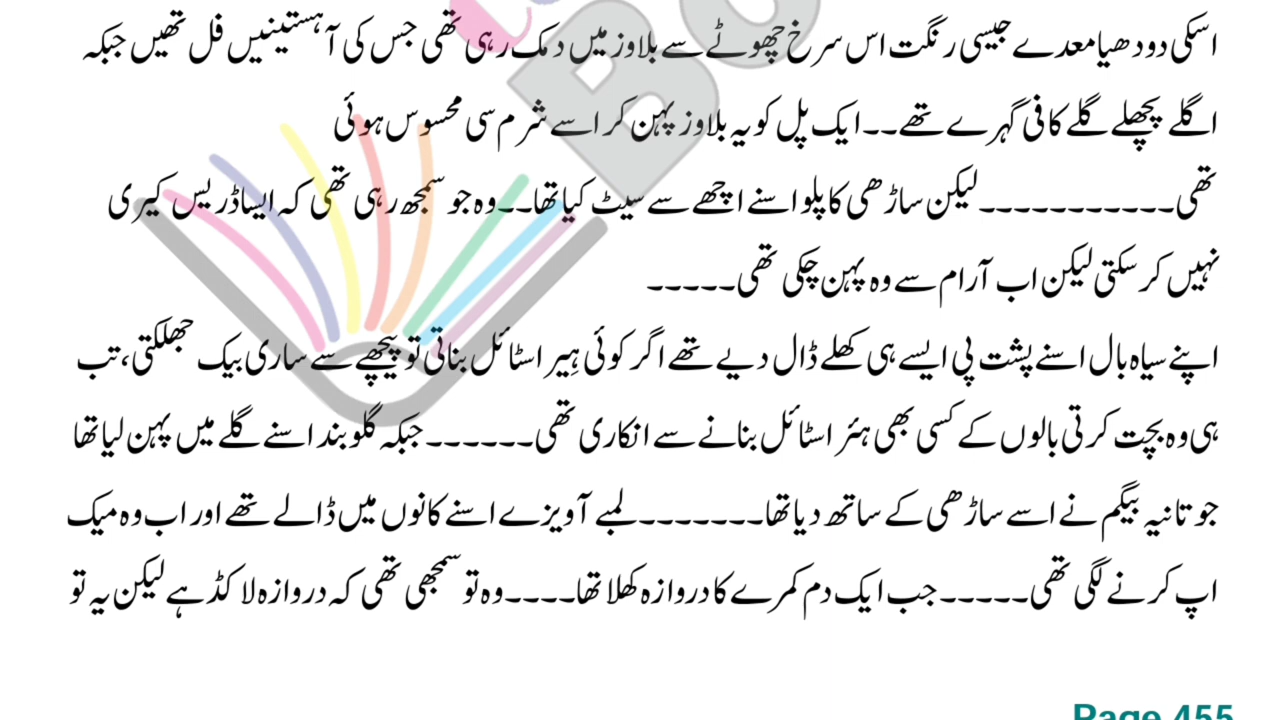 اسکی دودھیا معدے جیسی رنگت اس سرخ چھوٹے سے بلاوز میں دمک رہی تھی جس کی آہستینیں فل تھیں جبکہ
اگلے پچھلے گلے کافی گہرے تھے۔۔ایک پل کو یہ بلاوز پہن کر اسے شرم سی محسوس ہوئی
تھی۔۔۔۔۔۔۔۔۔۔۔لیکن ساڑھی کا پلو اسنے اچھے سے سیٹ کیا تھا۔۔وہ جو سمجھ رہی تھی کہ ایسا ڈریس کیری
نہیں کر سکتی لیکن اب آرام سے وہ پہن چکی تھی۔۔۔۔۔
اپنے سیاہ بال اسنے پشت پی ایسے ہی کھلے ڈال دیے تھے اگر کوئی ہِیر اسٹائل بناتی تو پیچھے سے ساری بیک جھلکتی، تب
ہی وہ بچت کرتی بالوں کے کسی بھی ہئر اسٹائل بنانے سے انکاری تھی۔۔۔۔۔۔جبکہ گلوبند اسنے گلے میں پہن لیا تھا
جو تانیہ بیگم نے اسے ساڑھی کے ساتھ دیا تھا۔۔۔۔۔۔۔لمبے آویزے اسنے کانوں میں ڈالے تھے اور اب وہ میک
اپ کرنے لگی تھی۔۔۔۔۔جب ایک دم کمرے کا دروازہ کھلا تھا۔۔۔۔وہ تو سمجھی تھی کہ دروازہ لاکڈ ہے لیکن یہ تو
Page 455